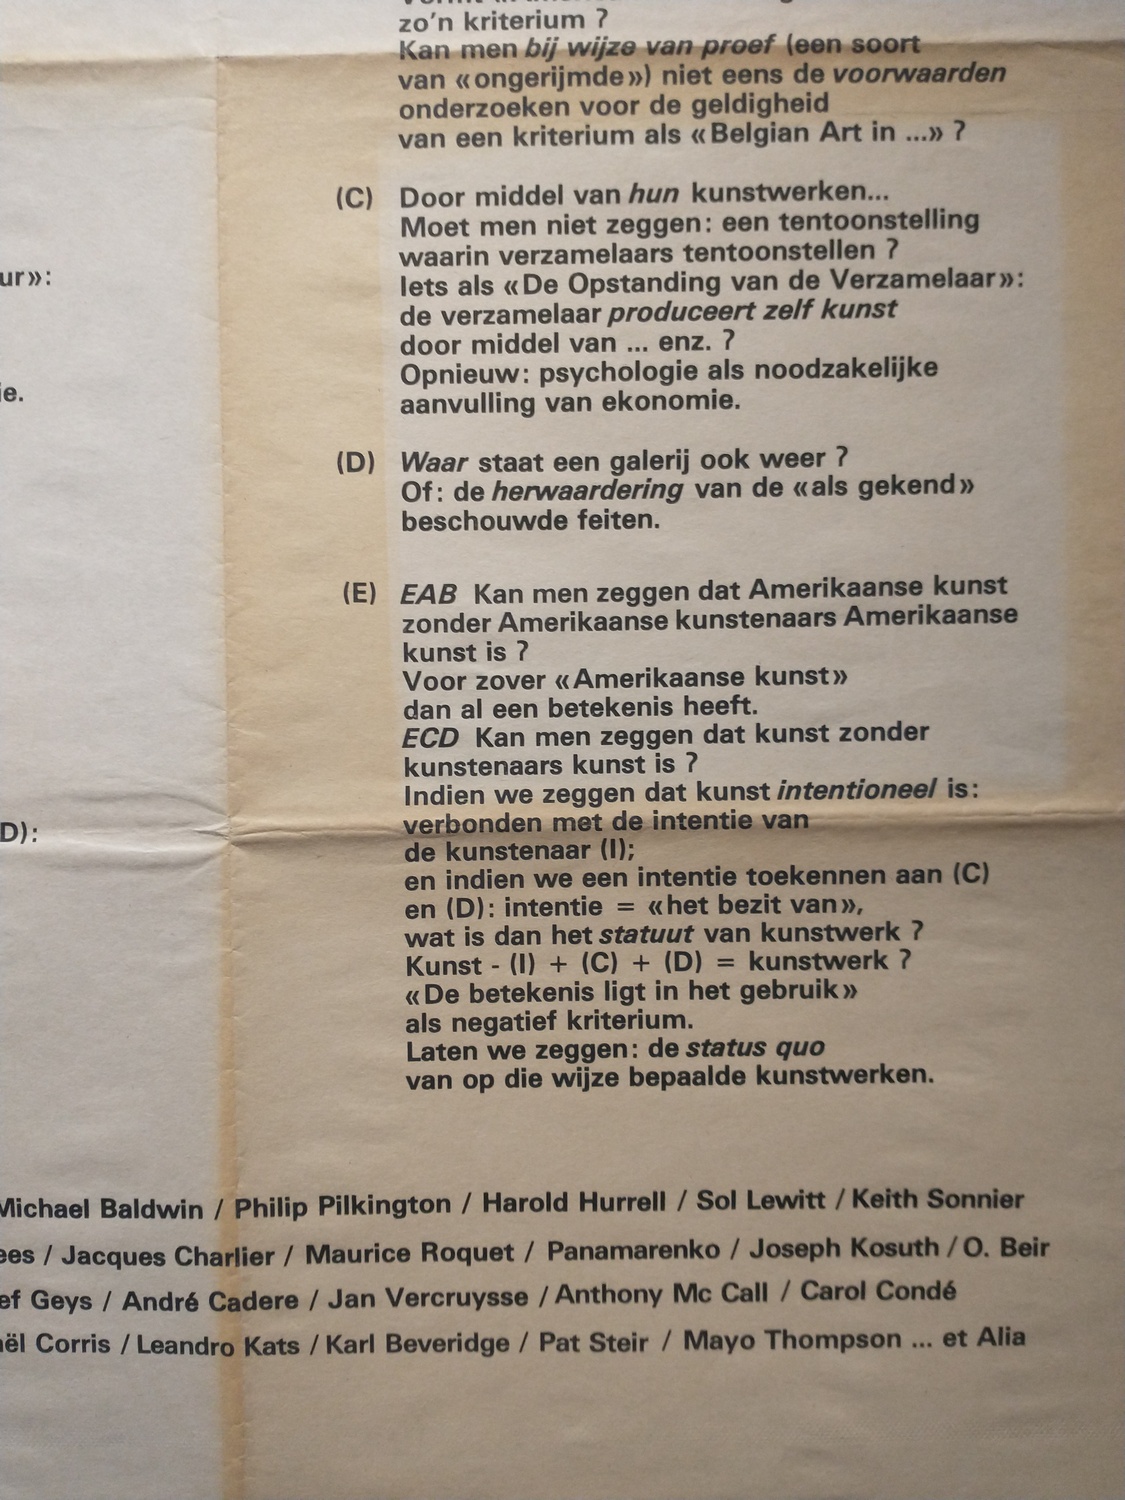 zo'n kriterium ?
Kan men bij wijze van proef (een soort
van «ongerijmde») niet eens de voorwaarden
onderzoeken voor de geldigheid
van een kriterium als «Belgian Art in ...» ?
(C) Door middel van hun kunstwerken...
Moet men niet zeggen: een tentoonstelling
waarin verzamelaars tentoonstellen ?
ur»:
Iets als «De Opstanding van de Verzamelaar»:
de verzamelaar produceert zelf kunst
door middel van ... enz. ?
Opnieuw: psychologie als noodzakelijke
ie.
aanvulling van ekonomie.
(D) Waar staat een galerij ook weer ?
Of: de herwaardering van de «als gekend»
beschouwde feiten.
(E) EAB Kan men zeggen dat Amerikaanse kunst
zonder Amerikaanse kunstenaars Amerikaanse
kunst is ?
Voor zover «Amerikaanse kunst»
dan al een betekenis heeft.
ECD Kan men zeggen dat kunst zonder
kunstenaars kunst is ?
Indien we zeggen dat kunst intentioneel is:
D):
verbonden met de intentie van
de kunstenaar (I);
en indien we een intentie toekennen aan (C)
en (D): intentie = «het bezit van»,
wat is dan het statuut van kunstwerk ?
Kunst - (I) + (C) + (D) = kunstwerk ?
«De betekenis ligt in het gebruik»
als negatief kriterium.
Laten we zeggen: de status quo
van op die wijze bepaalde kunstwerken.
Michael Baldwin / Philip Pilkington / Harold Hurrell / Sol Lewitt / Keith Sonnier
ees / Jacques Charlier / Maurice Roquet / Panamarenko / Joseph Kosuth / O. Beir
ef Geys / André Cadere / Jan Vercruysse / Anthony Mc Call / Carol Condé
ël Corris / Leandro Kats / Karl Beveridge / Pat Steir / Mayo Thompson ... et Alia